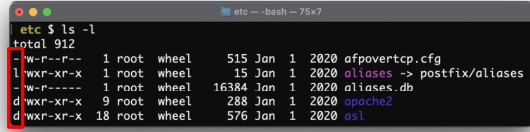 etc — -bash — 75×7
etc $ ls -l
total 912
-rw-r--r--   1 root  wheel    515 Jan  1  2020 afpovertcp.cfg
lrwxr-xr-x   1 root  wheel     15 Jan  1  2020 aliases -> postfix/aliases
-rw-r-----   1 root  wheel  16384 Jan  1  2020 aliases.db
drwxr-xr-x   9 root  wheel    288 Jan  1  2020 apache2
drwxr-xr-x  18 root  wheel    576 Jan  1  2020 asl